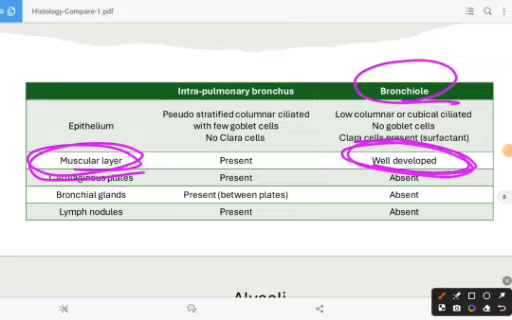 Histology-Compare-1.pdf
Intra-pulmonary bronchus Bronchiole
Epithelium
Pseudo stratified columnar ciliated
with few goblet cells
No Clara cells
Low columnar or cubical ciliated
No goblet cells
Clara cells present (surfactant)
Muscular layer Present Well developed
Cartilaginous plates Present Absent
Bronchial glands Present (between plates) Absent
Lymph nodules Present Absent
Alveoli